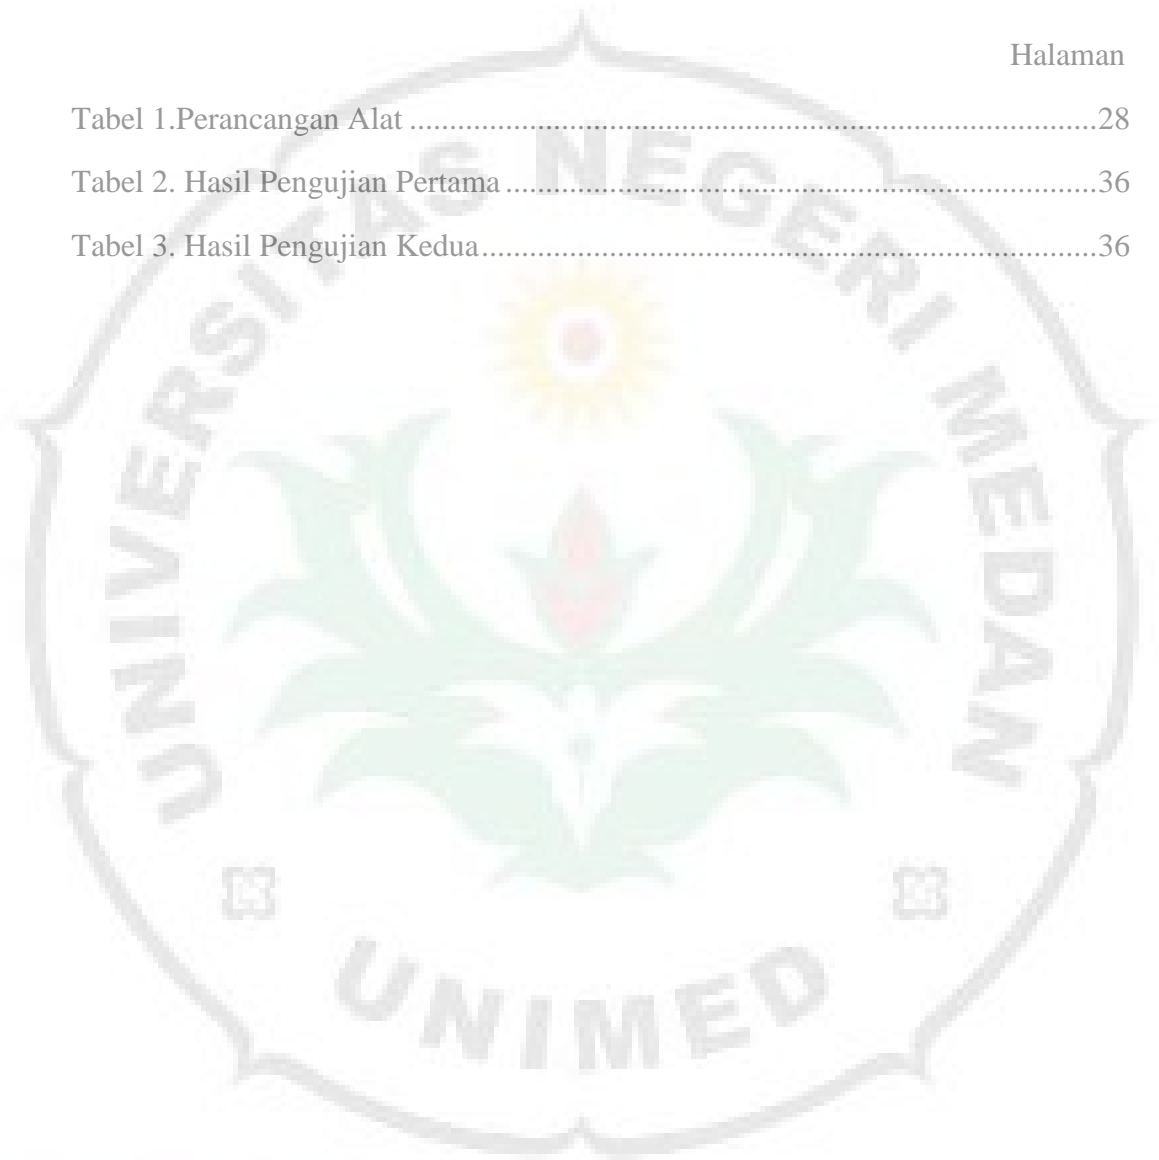 Halaman
Tabel 1.Perancangan Alat ....................................................................................28
Tabel 2. Hasil Pengujian Pertama ........................................................................36
Tabel 3. Hasil Pengujian Kedua...........................................................................36
UNIVERSITAS NEGERI MEDAN
UNIMED